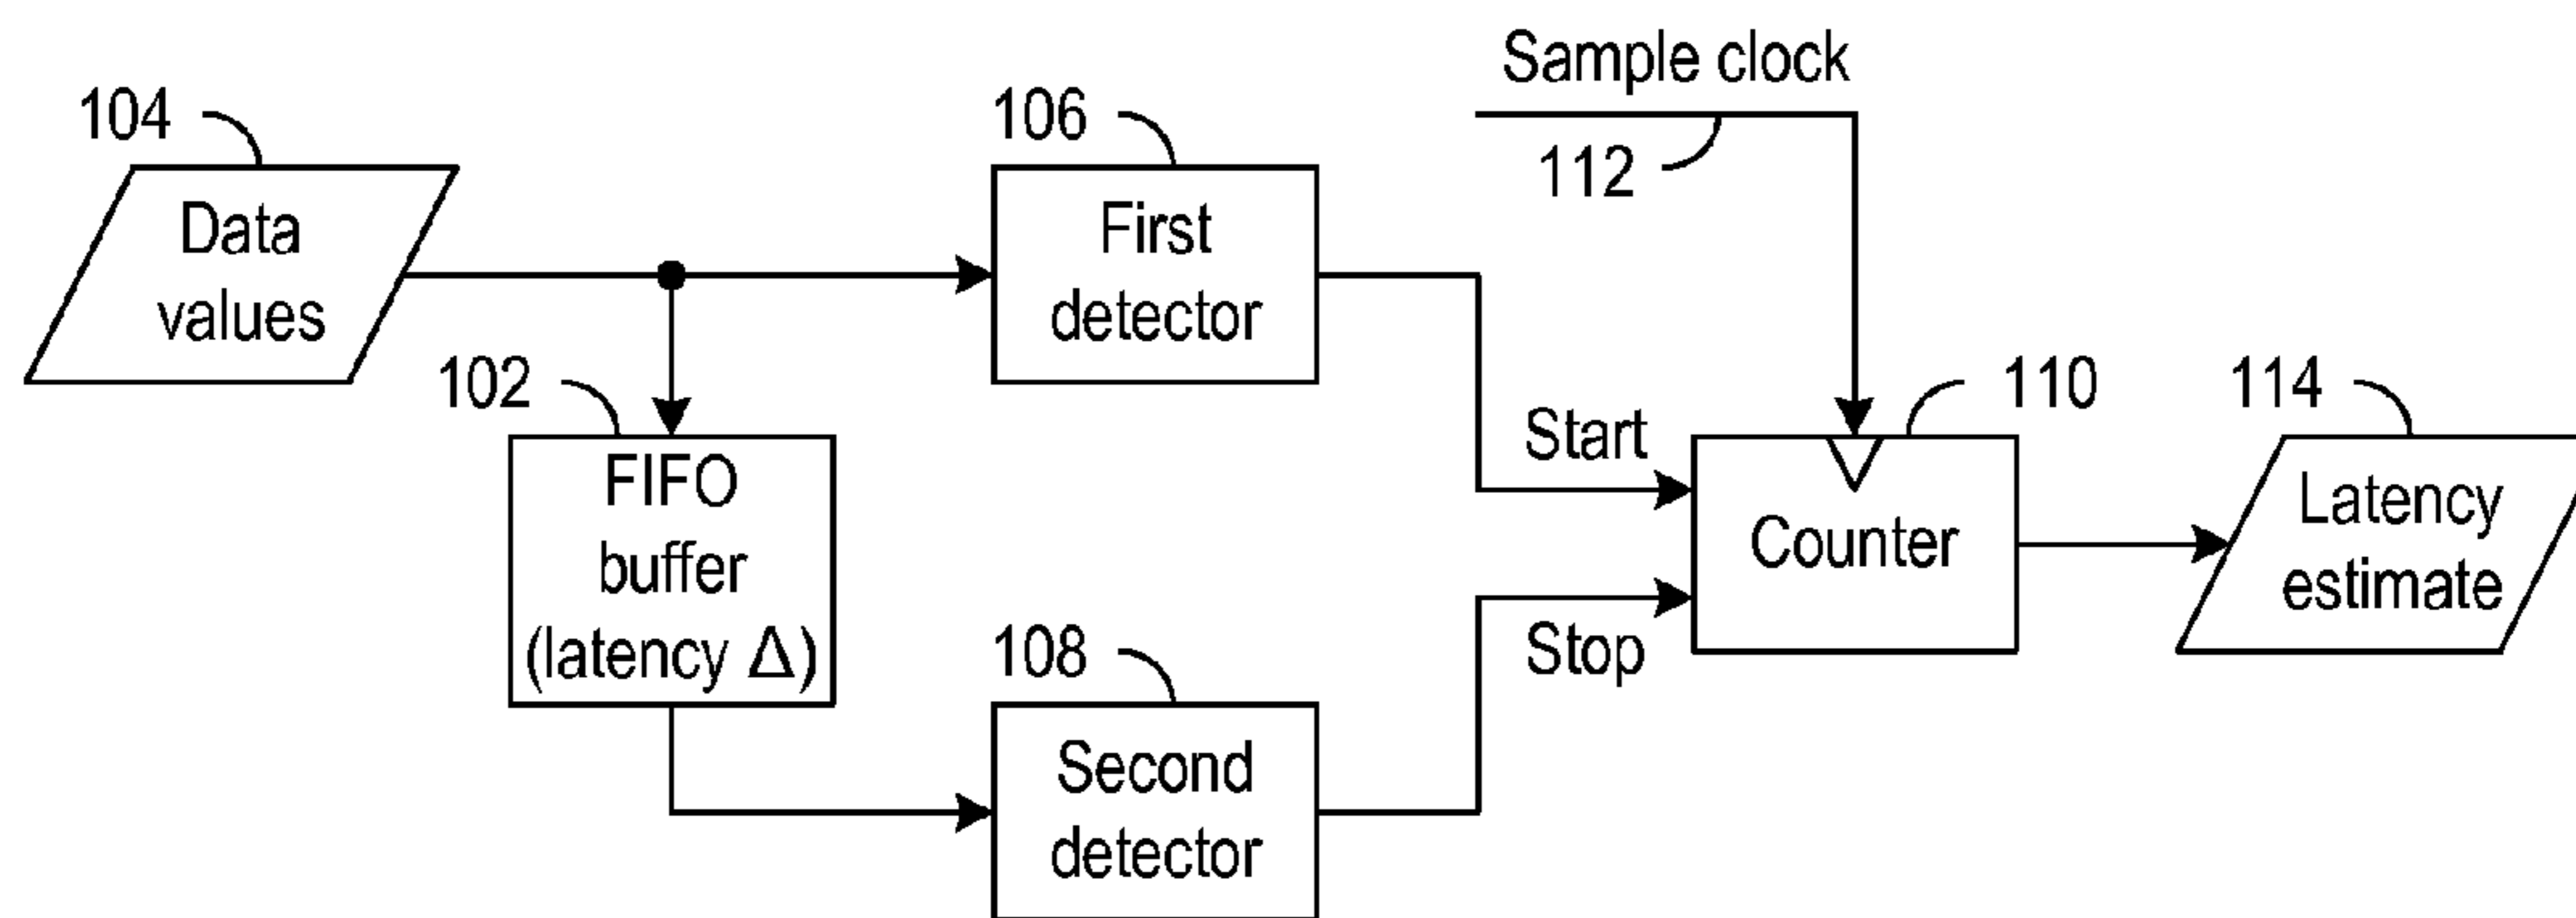 Sample clock
104
106
112
Data
values
First
detector
102
110
114
FIFO
buffer
(latency Δ)
Start
Counter
Latency
estimate
108
Stop
Second
detector